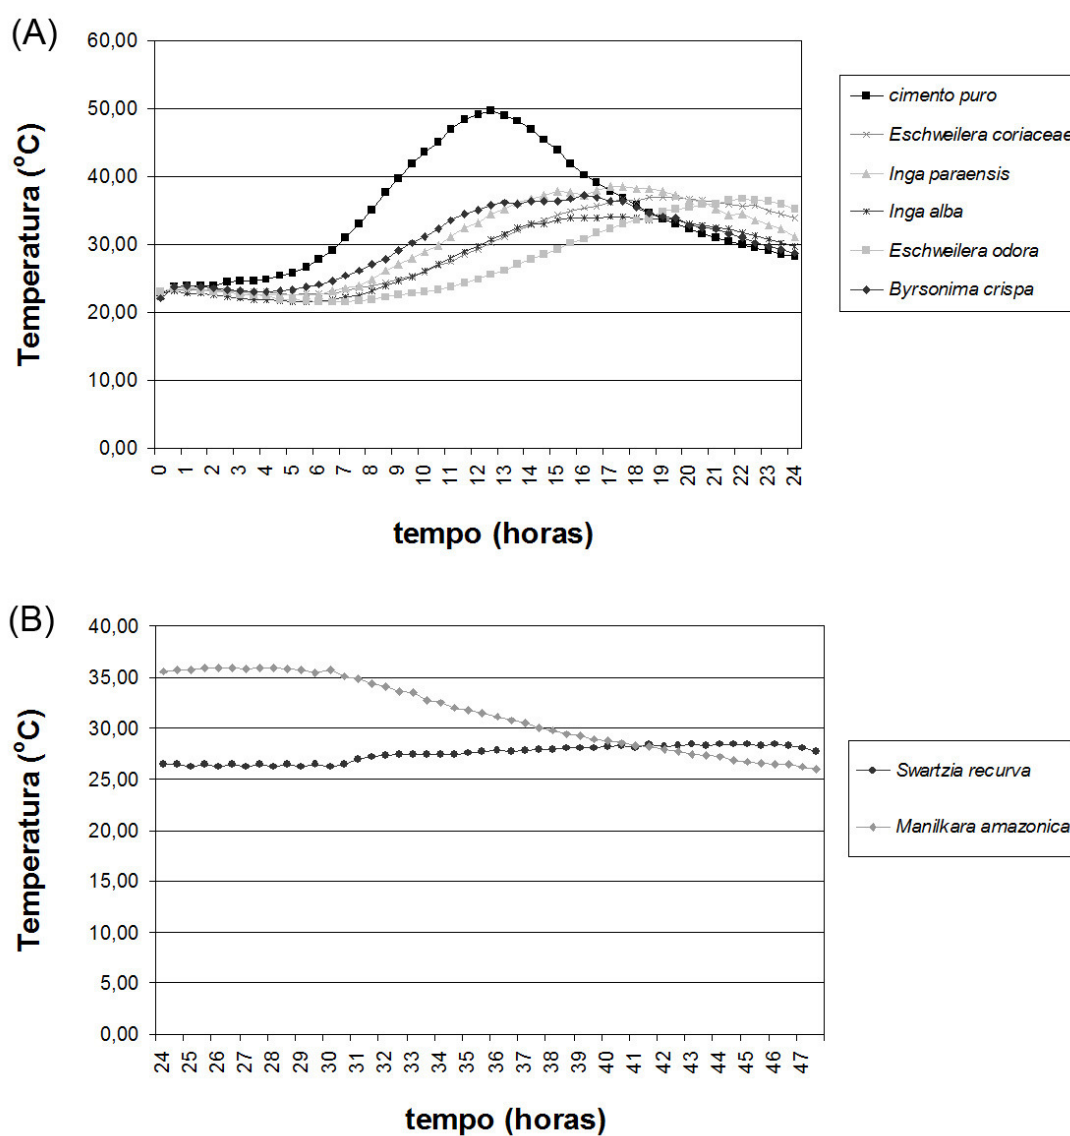 (A)
60,00
50,00
40,00
30,00
20,00
10,00
0,00
Temperatura (°C)
0 1 2 3 4 5 6 7 8 9 10 11 12 13 14 15 16 17 18 19 20 21 22 23 24
tempo (horas)
cimento puro
Eschweilera coriaceae
Inga paraensis
Inga alba
Eschweilera odora
Byrsonima crispa
(B)
40,00
35,00
30,00
25,00
20,00
15,00
10,00
5,00
0,00
Temperatura (°C)
24 25 26 27 28 29 30 31 32 33 34 35 36 37 38 39 40 41 42 43 44 45 46 47
tempo (horas)
Swartzia recurva
Manilkara amazonica